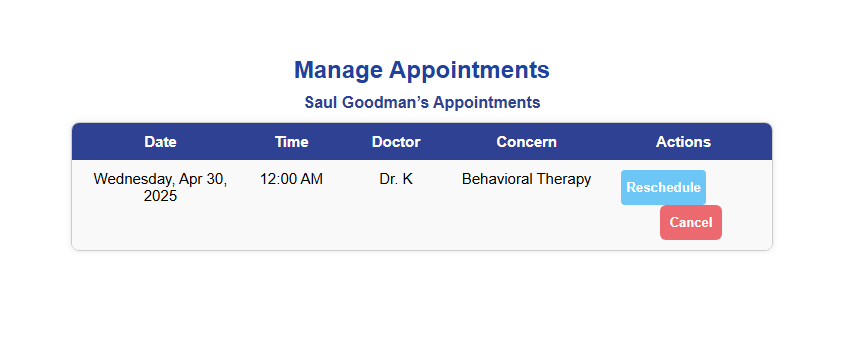 Manage Appointments
Saul Goodman’s Appointments
Date Time Doctor Concern Actions
Wednesday, Apr 30, 12:00 AM Dr. K Behavioral Therapy Reschedule
2025
Cancel